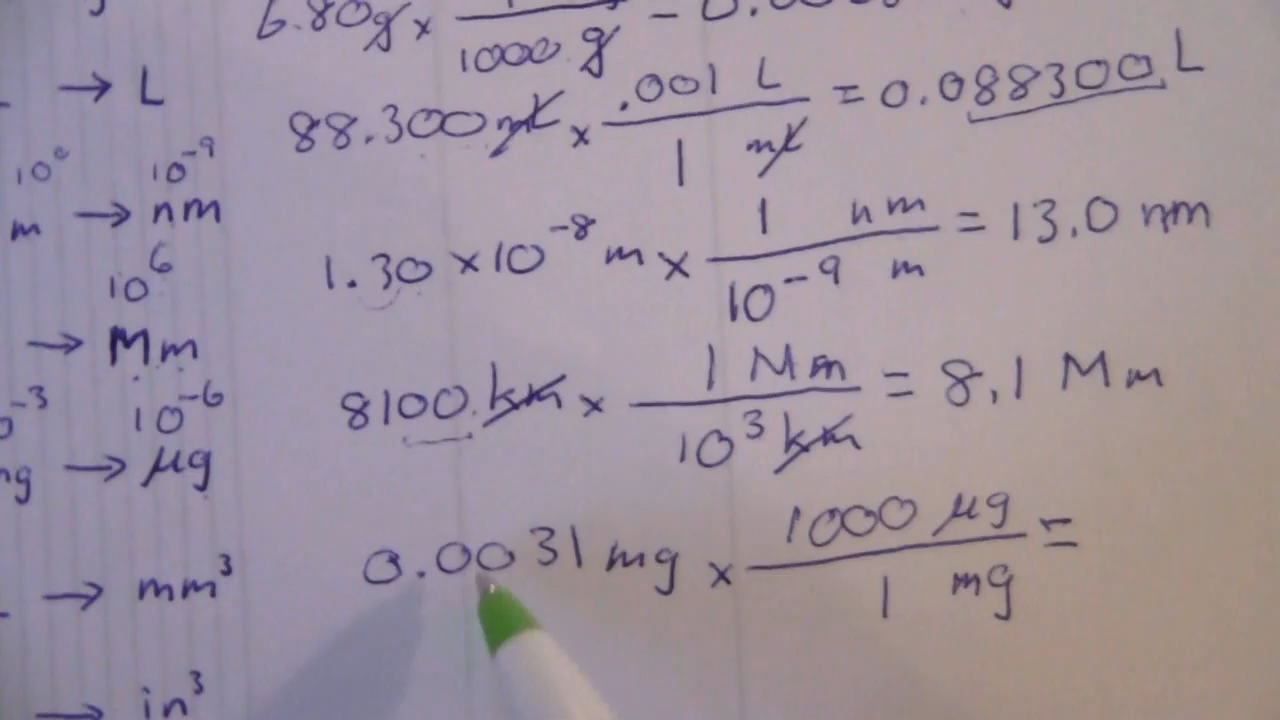 6.80g ×
1000 g
→ L 88.300 mL × .001 L / 1 mL = 0.088300 L
10⁰ 10⁻⁹
m → nm 1.30 × 10⁻⁸ m × 1 nm / 10⁻⁹ m = 13.0 nm
10⁶
→ Mm 8100. km × 1 Mm / 10³ km = 8.1 Mm
10⁻⁶
→ μg 0.0031 mg × 1000 μg / 1 mg =
→ mm³
→ in³